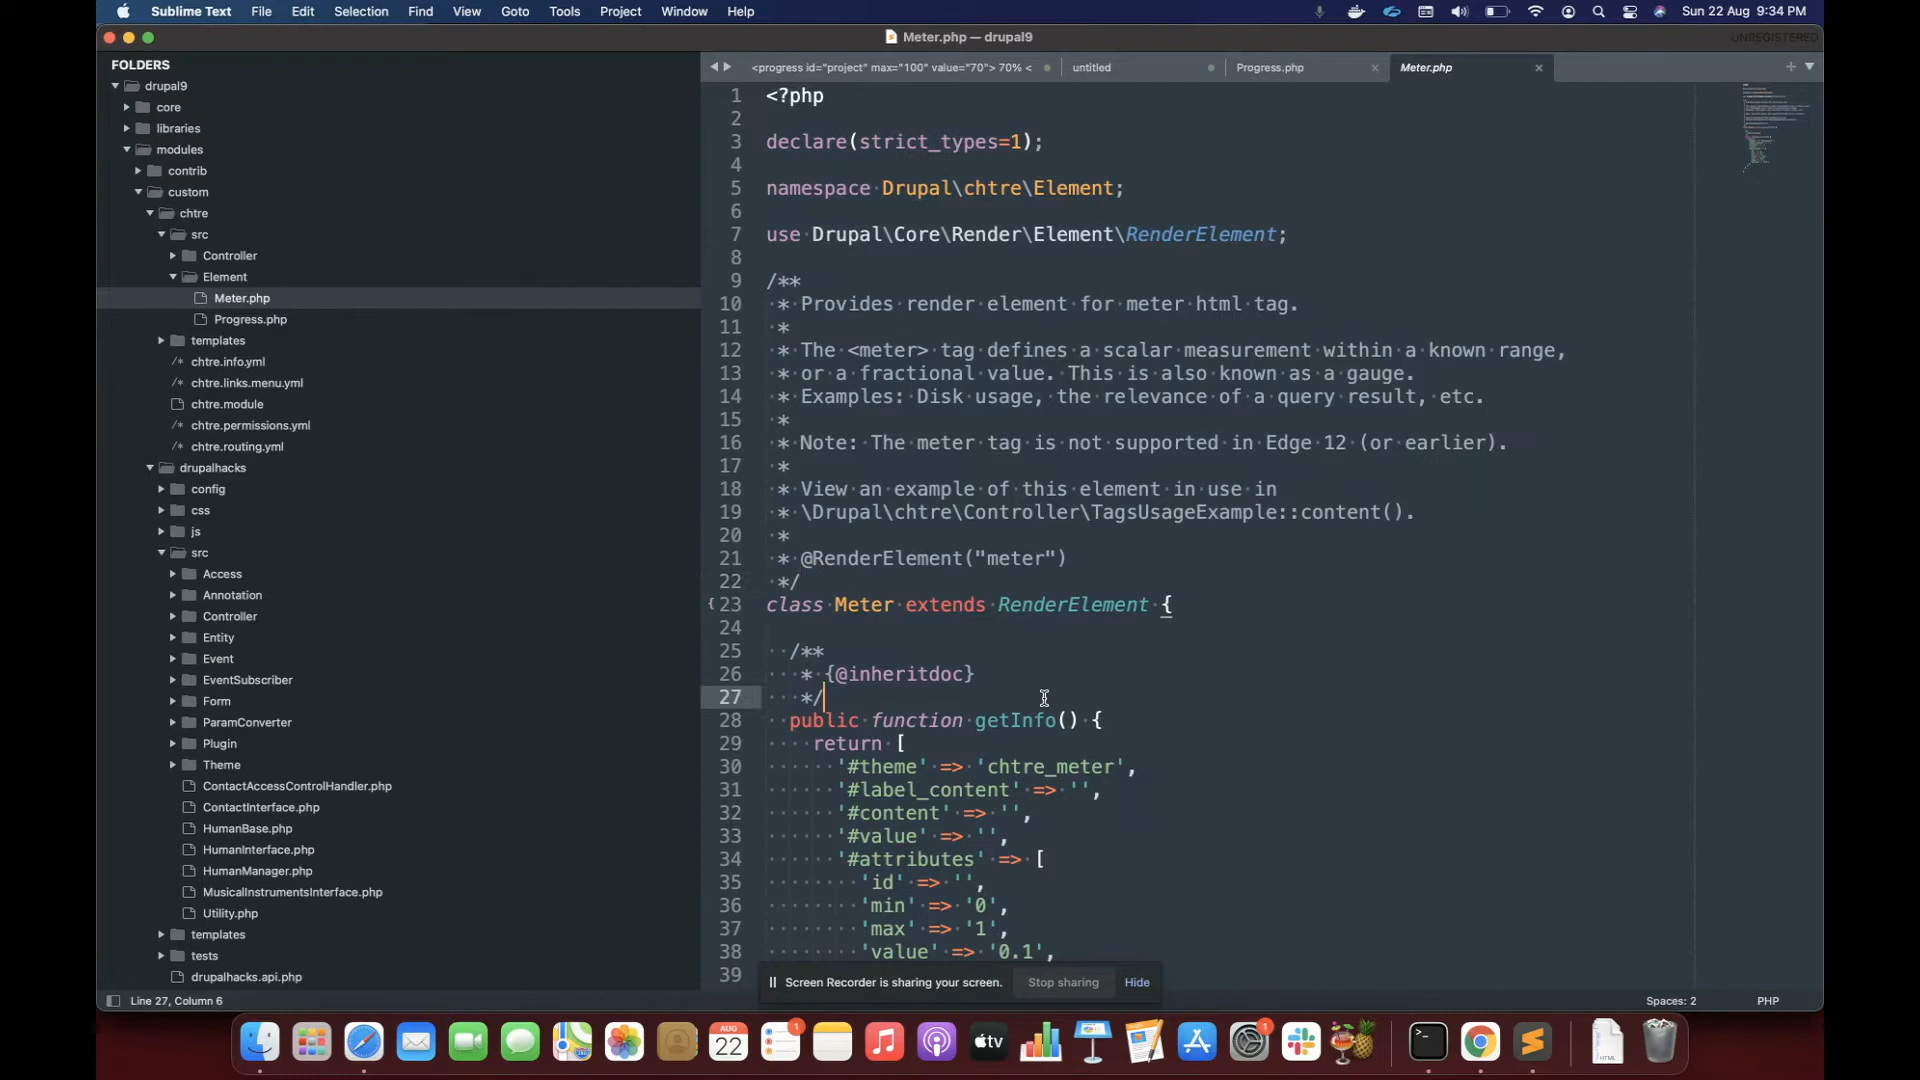 Sublime Text File Edit Selection Find View Goto Tools Project Window Help Sun 22 Aug 9:34 PM
Meter.php — drupal9 UNREGISTERED
FOLDERS
drupal9
core
libraries
modules
contrib
custom
chtre
src
Controller
Element
Meter.php
Progress.php
templates
/* chtre.info.yml
/* chtre.links.menu.yml
chtre.module
/* chtre.permissions.yml
/* chtre.routing.yml
drupalhacks
config
css
js
src
Access
Annotation
Controller
Entity
Event
EventSubscriber
Form
ParamConverter
Plugin
Theme
ContactAccessControlHandler.php
ContactInterface.php
HumanBase.php
HumanInterface.php
HumanManager.php
MusicalInstrumentsInterface.php
Utility.php
templates
tests
drupalhacks.api.php
<progress id="project" max="100" value="70"> 70% < untitled Progress.php Meter.php
1 <?php
2
3 declare(strict_types=1);
4
5 namespace Drupal\chtre\Element;
6
7 use Drupal\Core\Render\Element\RenderElement;
8
9 /**
10 * Provides render element for meter html tag.
11 *
12 * The <meter> tag defines a scalar measurement within a known range,
13 * or a fractional value. This is also known as a gauge.
14 * Examples: Disk usage, the relevance of a query result, etc.
15 *
16 * Note: The meter tag is not supported in Edge 12 (or earlier).
17 *
18 * View an example of this element in use in
19 * \Drupal\chtre\Controller\TagsUsageExample::content().
20 *
21 * @RenderElement("meter")
22 */
23 class Meter extends RenderElement {
24
25 /**
26 * {@inheritdoc}
27 */
28 public function getInfo() {
29 return [
30 '#theme' => 'chtre_meter',
31 '#label_content' => '',
32 '#content' => '',
33 '#value' => '',
34 '#attributes' => [
35 'id' => '',
36 'min' => '0',
37 'max' => '1',
38 'value' => '0.1',
39
Screen Recorder is sharing your screen. Stop sharing Hide
Line 27, Column 6 Spaces: 2 PHP
AUG
22
1
tv
1
HTML